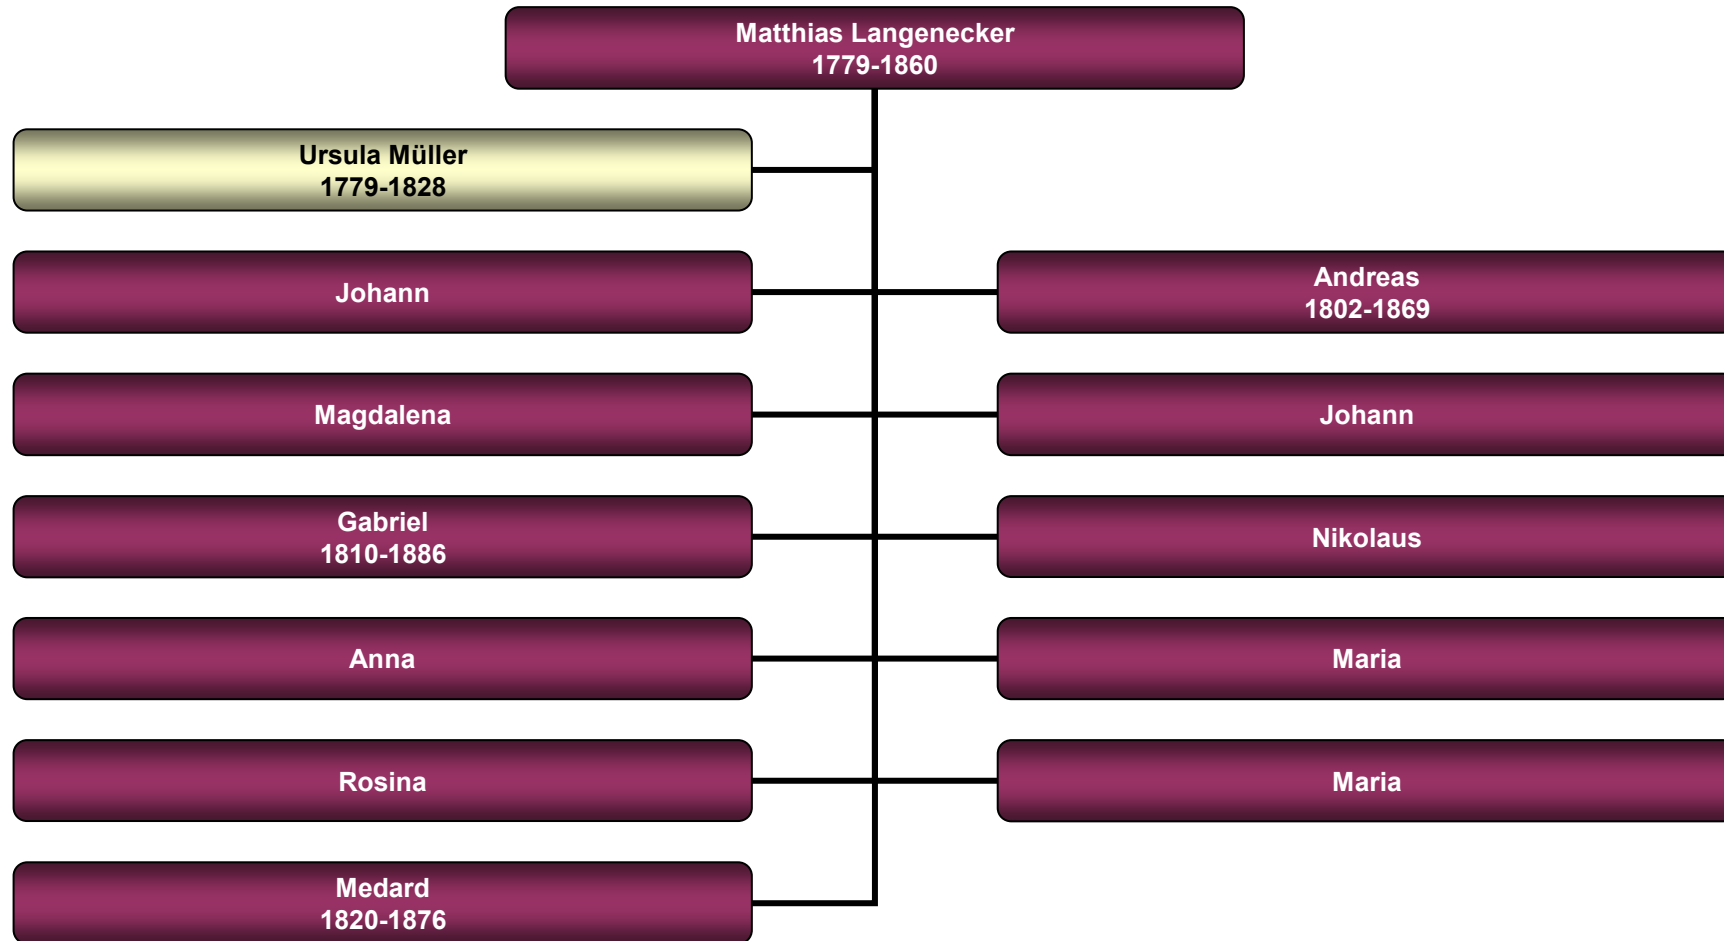 Matthias Langenecker
1779-1860
Ursula Müller
1779-1828
Johann
Andreas
1802-1869
Magdalena
Johann
Gabriel
1810-1886
Nikolaus
Anna
Maria
Rosina
Maria
Medard
1820-1876